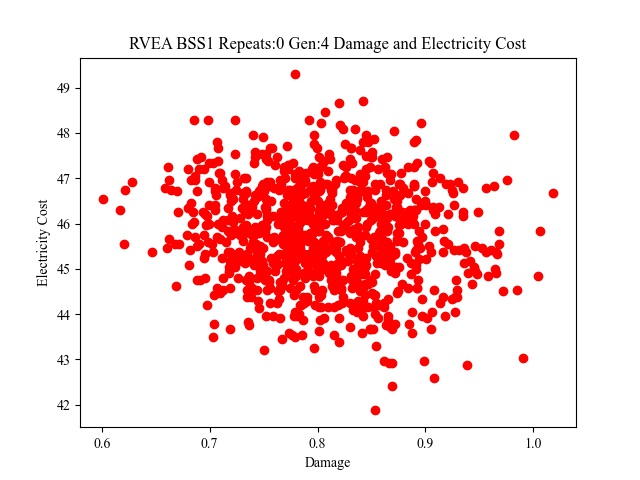 RVEA BSS1 Repeats:0 Gen:4 Damage and Electricity Cost
49
48
47
46
45
44
43
42
Electricity Cost
0.6 0.7 0.8 0.9 1.0
Damage